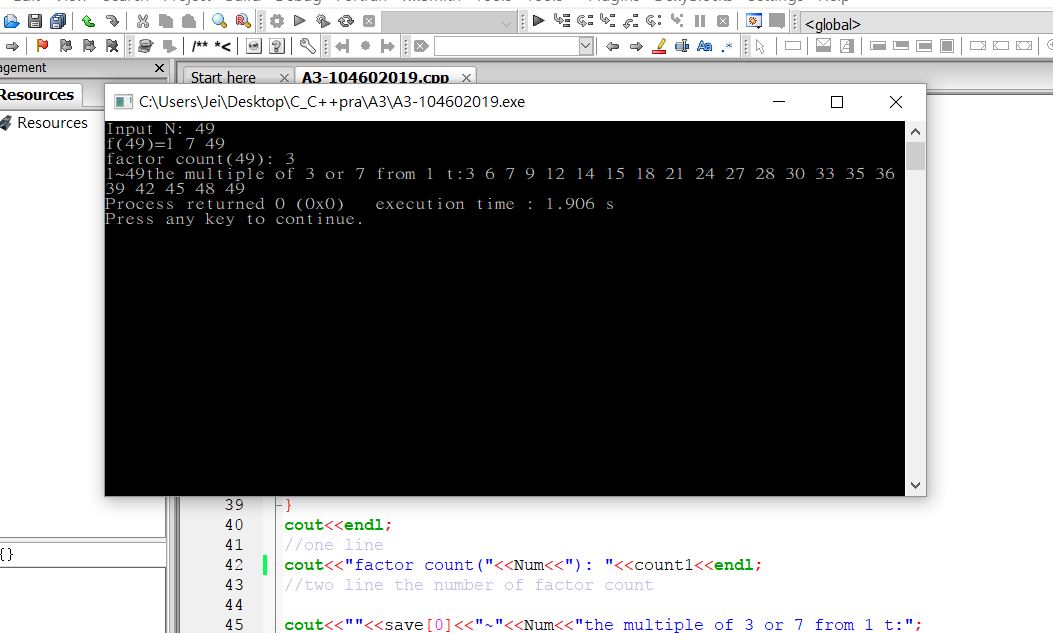 <global>
/** *<
agement
Start here
A3-104602019.cpp
Resources
Resources
C:\Users\Jei\Desktop\C_C++pra\A3\A3-104602019.exe
Input N: 49
f(49)=1 7 49
factor count(49): 3
1~49the multiple of 3 or 7 from 1 t:3 6 7 9 12 14 15 18 21 24 27 28 30 33 35 36
39 42 45 48 49
Process returned 0 (0x0)   execution time : 1.906 s
Press any key to continue.
39 }
40 cout<<endl;
41 //one line
42 cout<<"factor count("<<Num<<"): "<<count1<<endl;
43 //two line the number of factor count
44
{}
45 cout<<""<<save[0]<<"~"<<Num<<"the multiple of 3 or 7 from 1 t:";